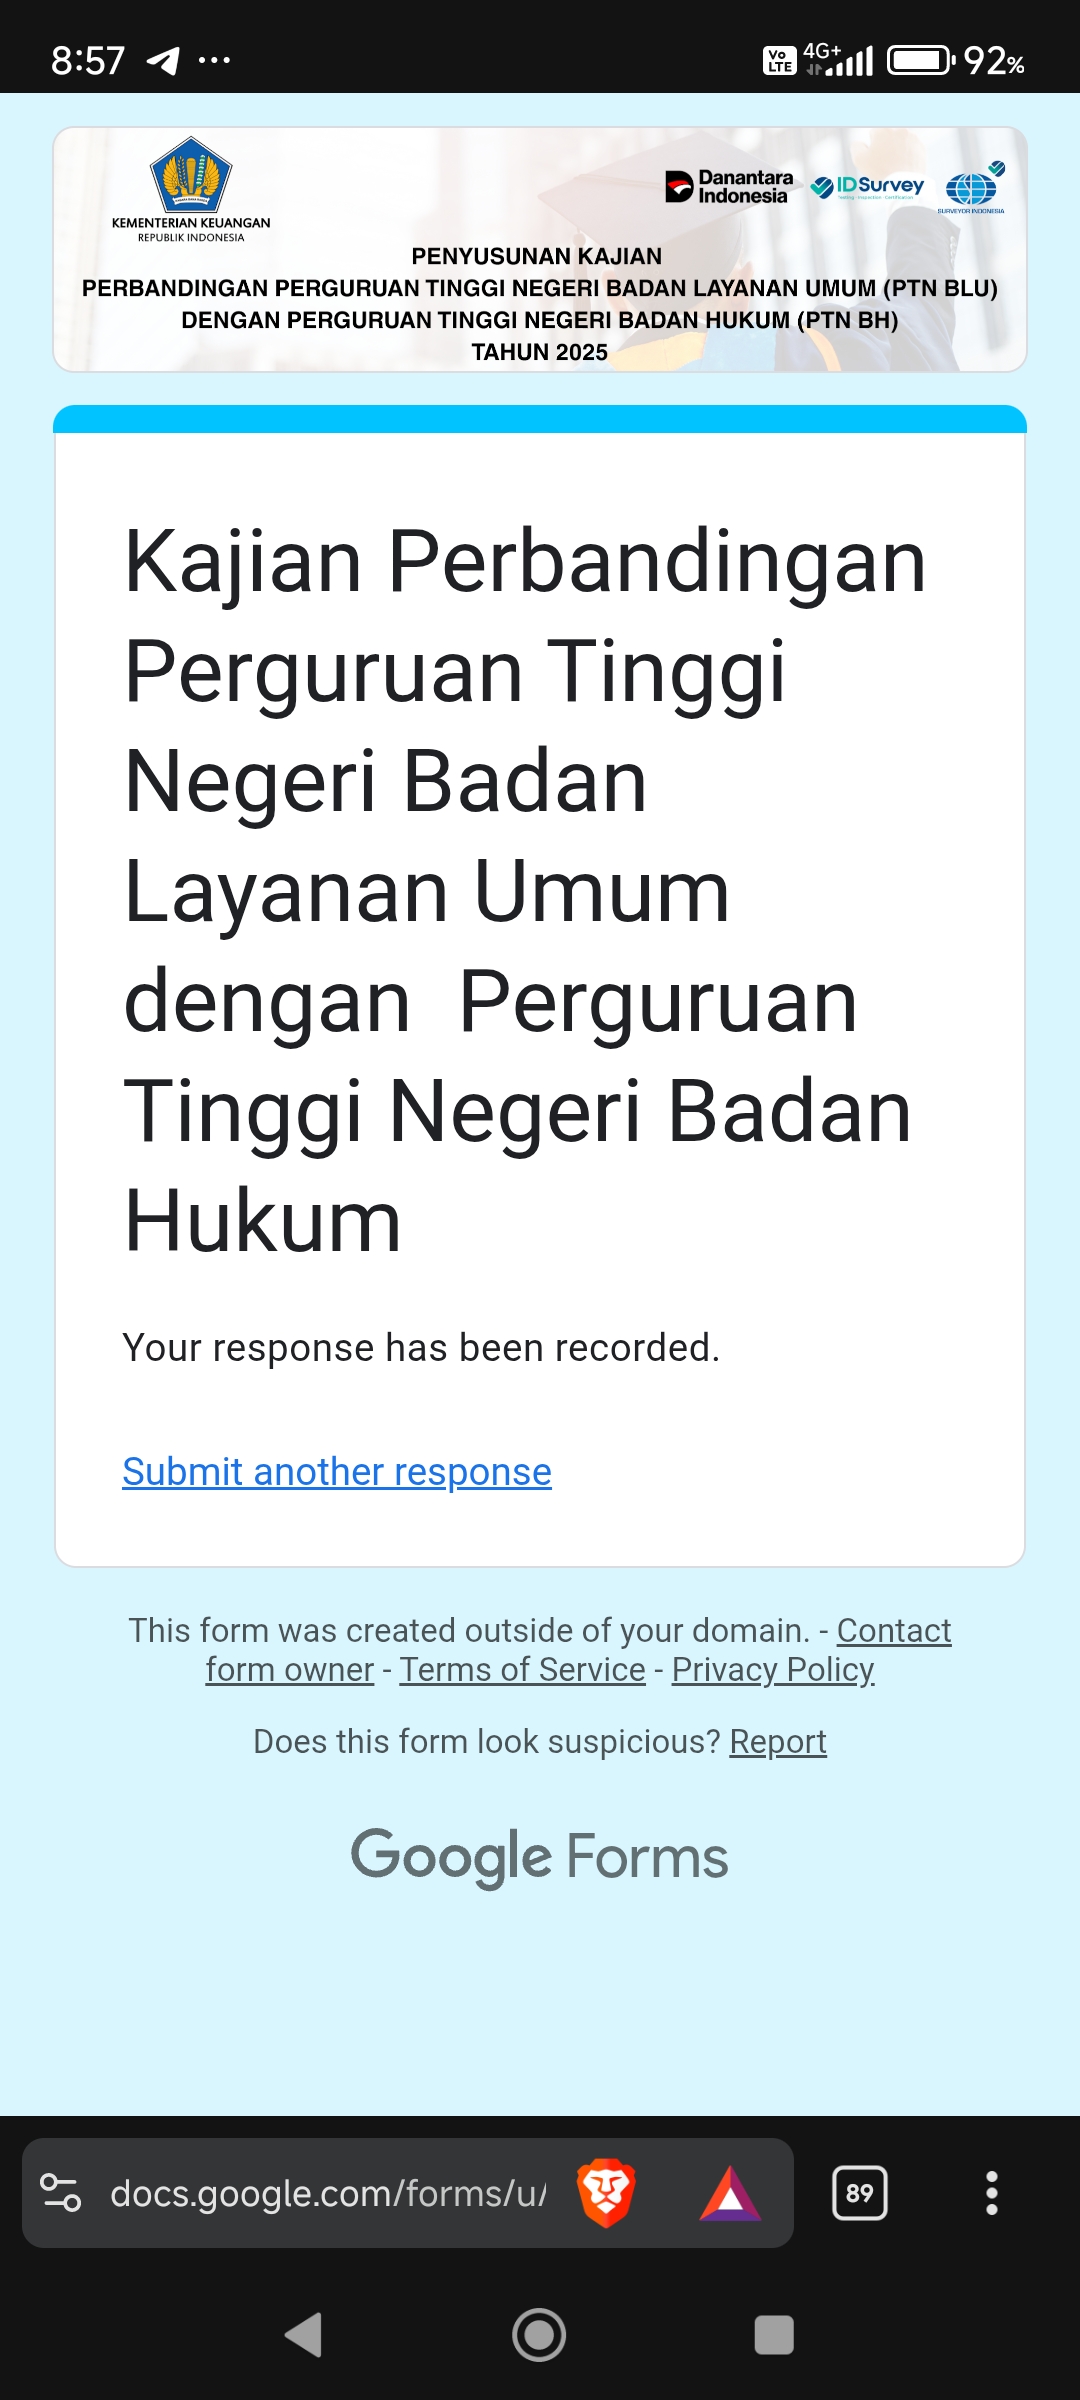 8:57
Vo LTE 4G+ 92%
KEMENTERIAN KEUANGAN
REPUBLIK INDONESIA
Danantara
Indonesia
IDSurvey
SURVEYOR INDONESIA
PENYUSUNAN KAJIAN
PERBANDINGAN PERGURUAN TINGGI NEGERI BADAN LAYANAN UMUM (PTN BLU)
DENGAN PERGURUAN TINGGI NEGERI BADAN HUKUM (PTN BH)
TAHUN 2025
Kajian Perbandingan
Perguruan Tinggi
Negeri Badan
Layanan Umum
dengan  Perguruan
Tinggi Negeri Badan
Hukum
Your response has been recorded.
Submit another response
This form was created outside of your domain. - Contact
form owner - Terms of Service - Privacy Policy
Does this form look suspicious? Report
Google Forms
docs.google.com/forms/u/
89